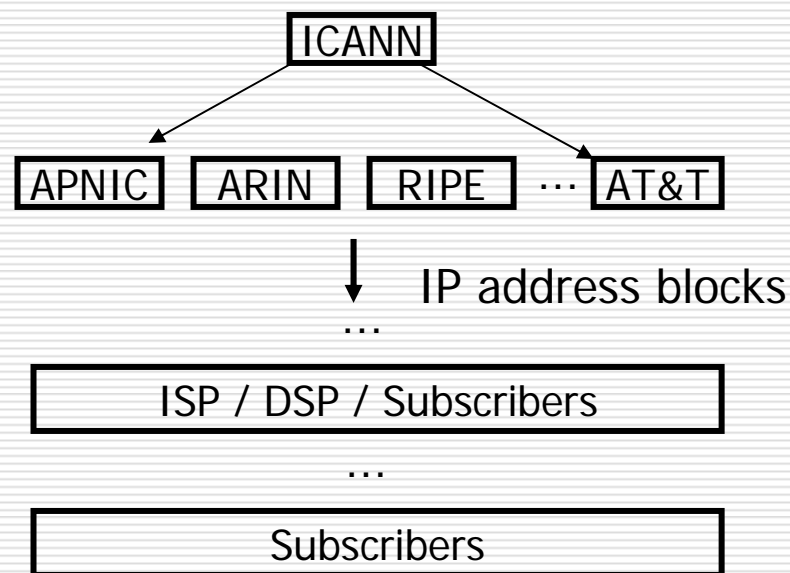 ICANN
APNIC ARIN RIPE ... AT&T
IP address blocks
...
ISP / DSP / Subscribers
...
Subscribers